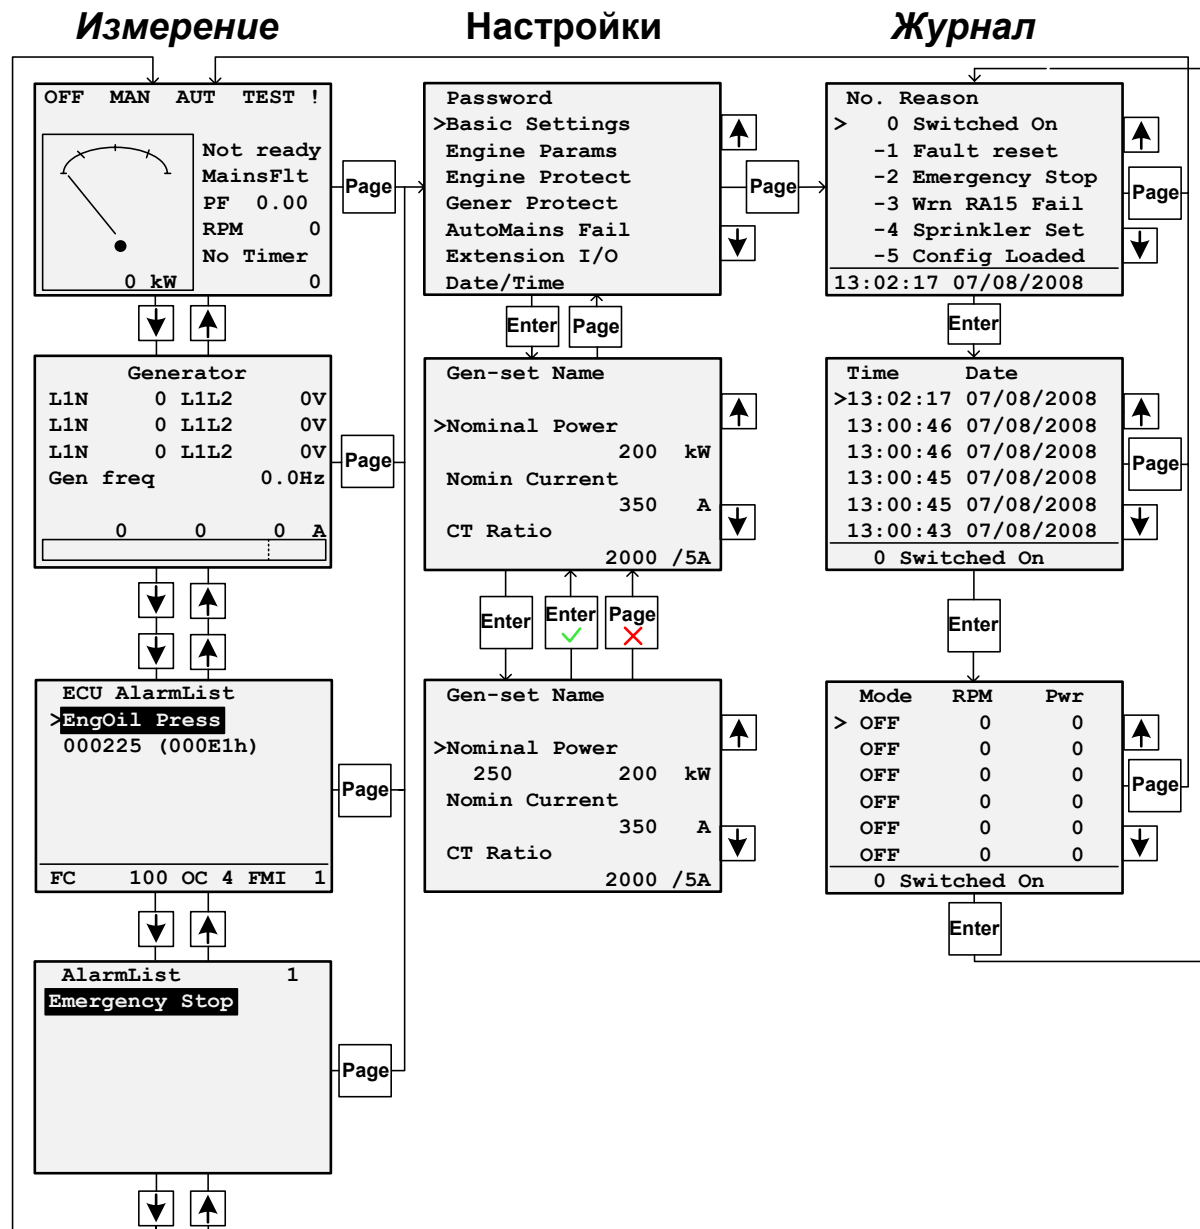 Измерение
Настройки
Журнал
OFF MAN AUT TEST !
Not ready
MainsFlt
PF 0.00
RPM 0
No Timer
0 kW 0
Page
Generator
L1N 0 L1L2 0V
L1N 0 L1L2 0V
L1N 0 L1L2 0V
Gen freq 0.0Hz
0 0 0 A
Page
ECU AlarmList
>EngOil Press
000225 (000E1h)
FC 100 OC 4 FMI 1
Page
AlarmList 1
Emergency Stop
Page
Password
>Basic Settings
Engine Params
Engine Protect
Gener Protect
AutoMains Fail
Extension I/O
Date/Time
Page
Enter Page
Gen-set Name
>Nominal Power
200 kW
Nomin Current
350 A
CT Ratio
2000 /5A
Enter Enter Page
Gen-set Name
>Nominal Power
250 200 kW
Nomin Current
350 A
CT Ratio
2000 /5A
No. Reason
> 0 Switched On
-1 Fault reset
-2 Emergency Stop
-3 Wrn RA15 Fail
-4 Sprinkler Set
-5 Config Loaded
13:02:17 07/08/2008
Page
Enter
Time Date
>13:02:17 07/08/2008
13:00:46 07/08/2008
13:00:46 07/08/2008
13:00:45 07/08/2008
13:00:45 07/08/2008
13:00:43 07/08/2008
0 Switched On
Page
Enter
Mode RPM Pwr
> OFF 0 0
OFF 0 0
OFF 0 0
OFF 0 0
OFF 0 0
OFF 0 0
0 Switched On
Page
Enter